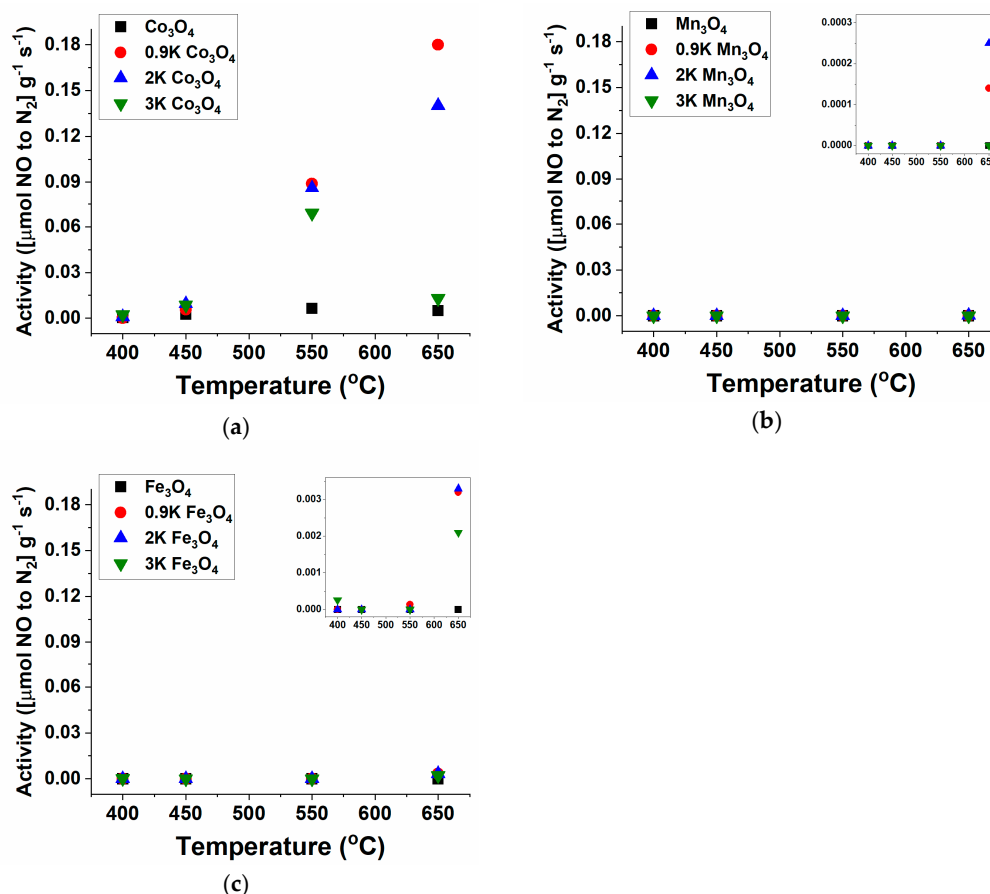 Co₃O₄
0.9K Co₃O₄
2K Co₃O₄
3K Co₃O₄
0.18
0.15
0.12
0.09
0.06
0.03
0.00
400 450 500 550 600 650
Activity ([μmol NO to N₂] g⁻¹ s⁻¹)
Temperature (°C)
(a)
Mn₃O₄
0.9K Mn₃O₄
2K Mn₃O₄
3K Mn₃O₄
0.0003
0.0002
0.0001
0.0000
400 450 500 550 600 650
0.18
0.15
0.12
0.09
0.06
0.03
0.00
400 450 500 550 600 650
Activity ([μmol NO to N₂] g⁻¹ s⁻¹)
Temperature (°C)
(b)
Fe₃O₄
0.9K Fe₃O₄
2K Fe₃O₄
3K Fe₃O₄
0.003
0.002
0.001
0.000
400 450 500 550 600 650
0.18
0.15
0.12
0.09
0.06
0.03
0.00
400 450 500 550 600 650
Activity ([μmol NO to N₂] g⁻¹ s⁻¹)
Temperature (°C)
(c)